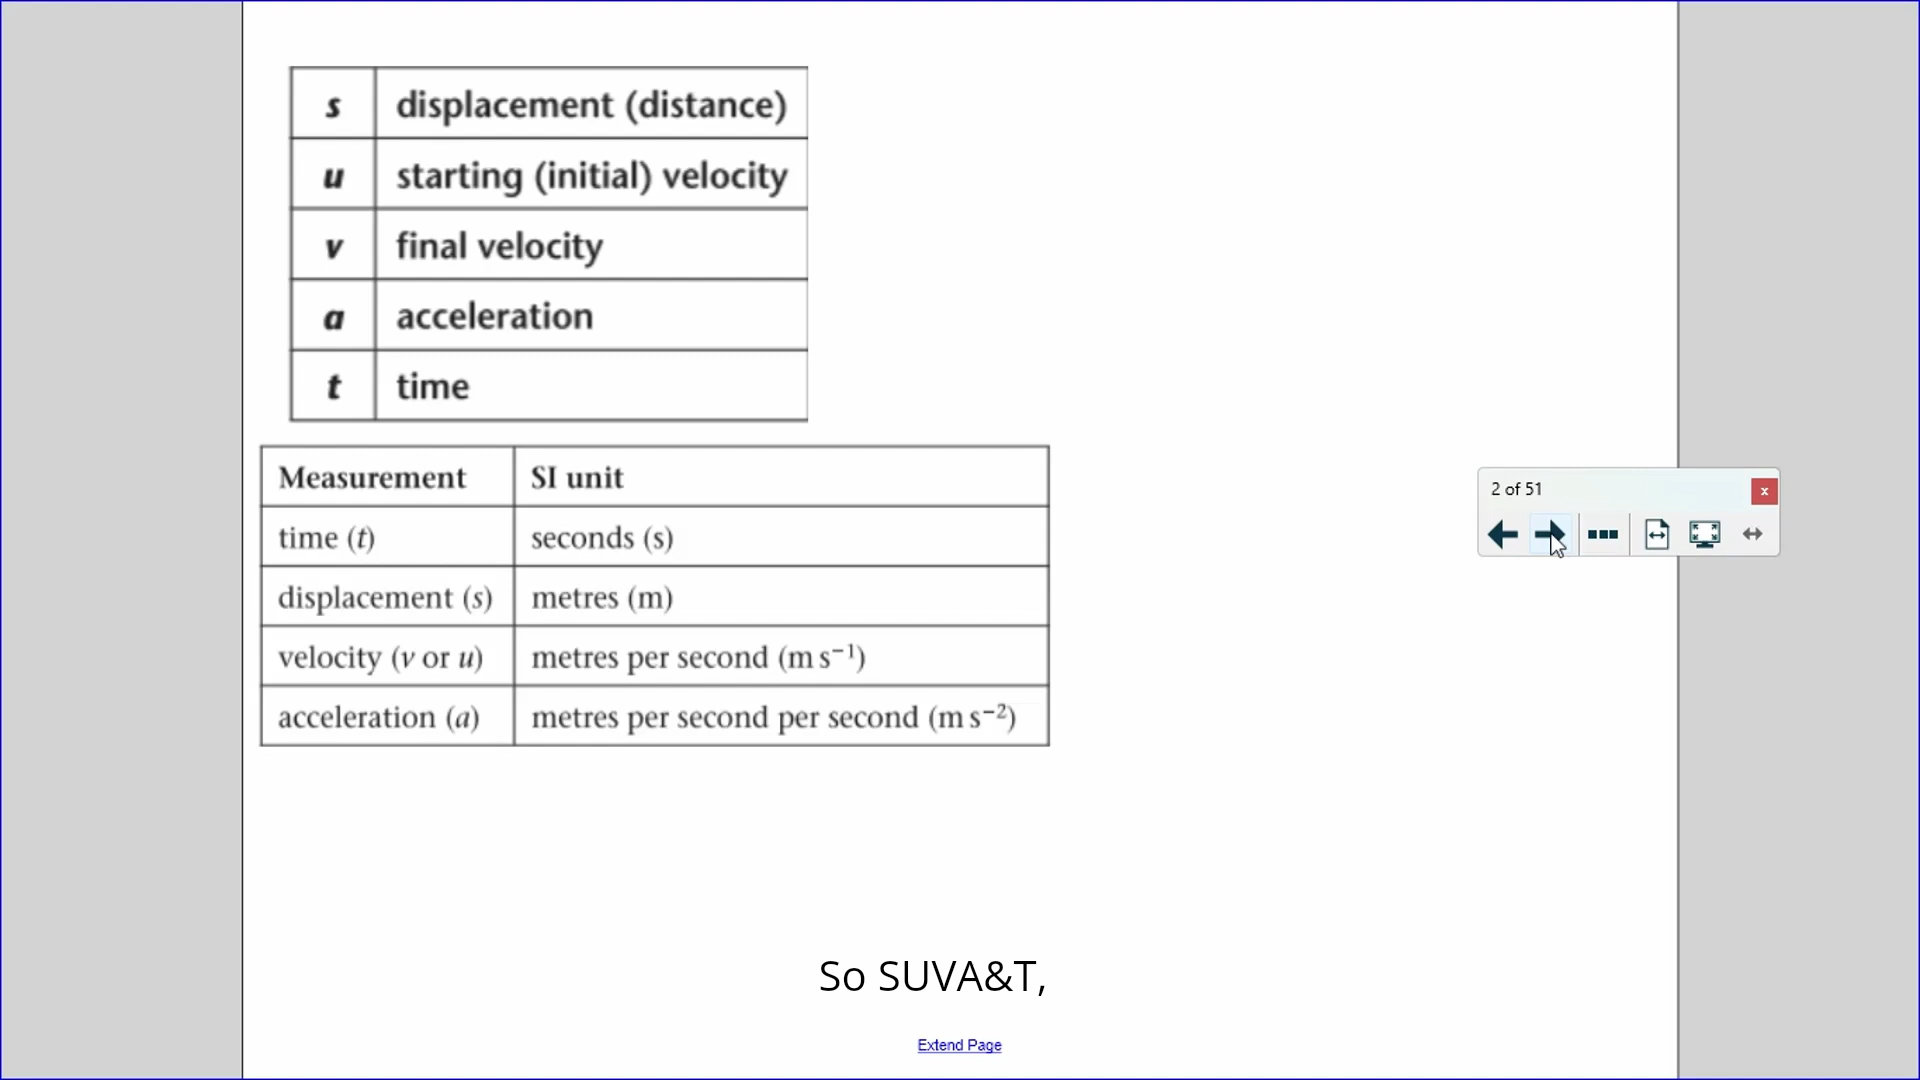 s displacement (distance)
u starting (initial) velocity
v final velocity
a acceleration
t time
Measurement SI unit
time (t) seconds (s)
displacement (s) metres (m)
velocity (v or u) metres per second (m s⁻¹)
acceleration (a) metres per second per second (m s⁻²)
2 of 51
x
So SUVA&T,
Extend Page